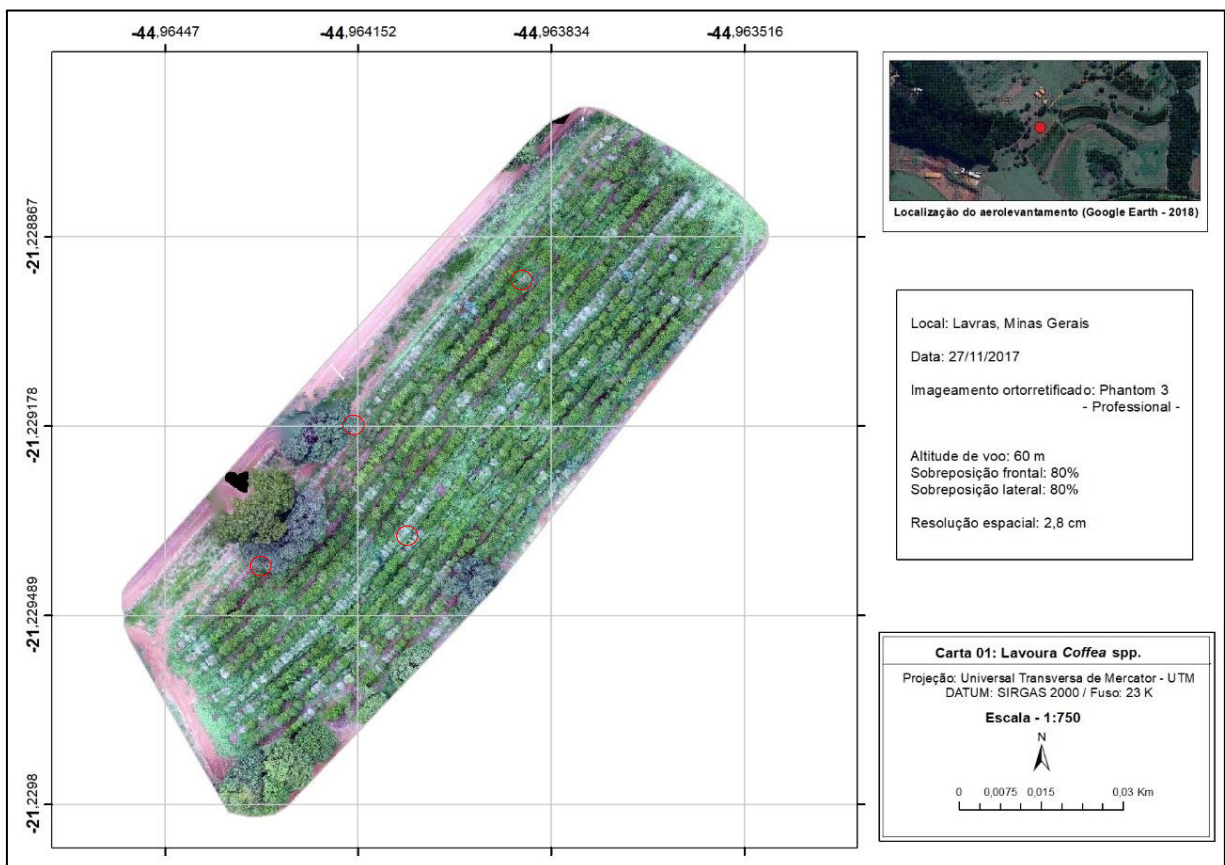 -44,96447 -44,964152 -44,963834 -44,963516
-21,228867
-21,229178
-21,229489
-21,2298
Localização do aerolevantamento (Google Earth - 2018)
Local: Lavras, Minas Gerais
Data: 27/11/2017
Imageamento ortorretificado: Phantom 3
- Professional -
Altitude de voo: 60 m
Sobreposição frontal: 80%
Sobreposição lateral: 80%
Resolução espacial: 2,8 cm
Carta 01: Lavoura Coffea spp.
Projeção: Universal Transversa de Mercator - UTM
DATUM: SIRGAS 2000 / Fuso: 23 K
Escala - 1:750
N
0 0,0075 0,015 0,03 Km